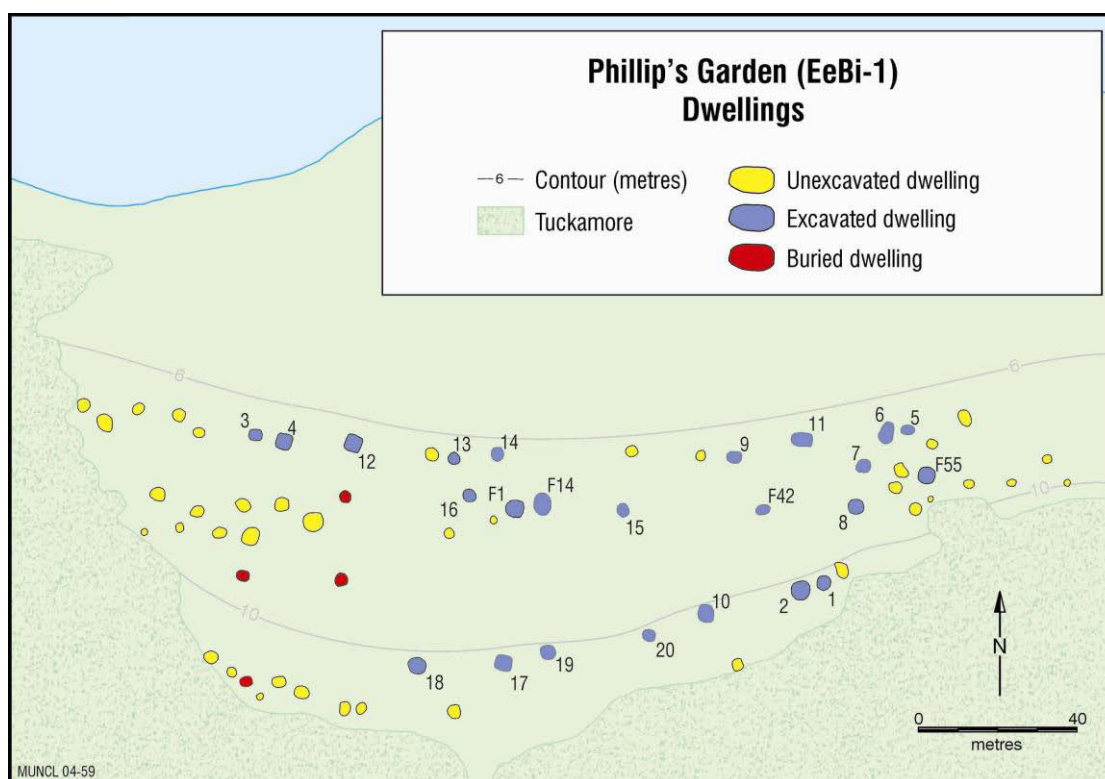 Phillip's Garden (EeBi-1)
Dwellings
6
Contour (metres)
Unexcavated dwelling
Tuckamore
Excavated dwelling
Buried dwelling
6
6
3
4
12
13
14
9
11
6
5
7
F55
16
F1
F14
15
F42
8
10
10
2
1
10
20
19
18
17
N
0
40
metres
MUNCL 04-59